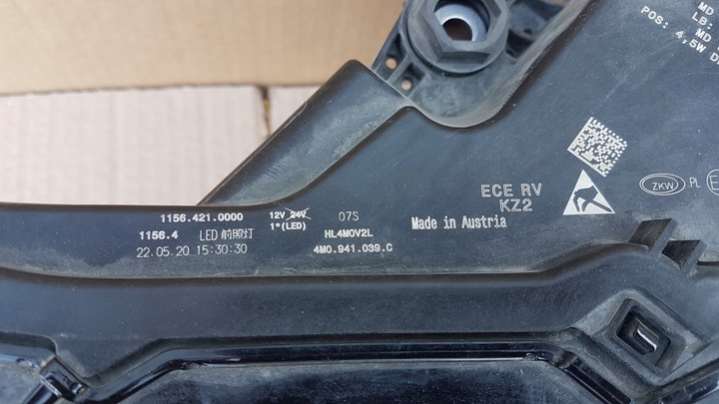 MD
LB:
MD
POS: 4,5W
ZKW PL E
ECE RV
KZ2
1156.421.0000 12V 24V 07S
1*(LED)
Made in Austria
1156.4 LED 前照灯 HL4M0V2L
22.05.20 15:30:30 4M0.941.039.C